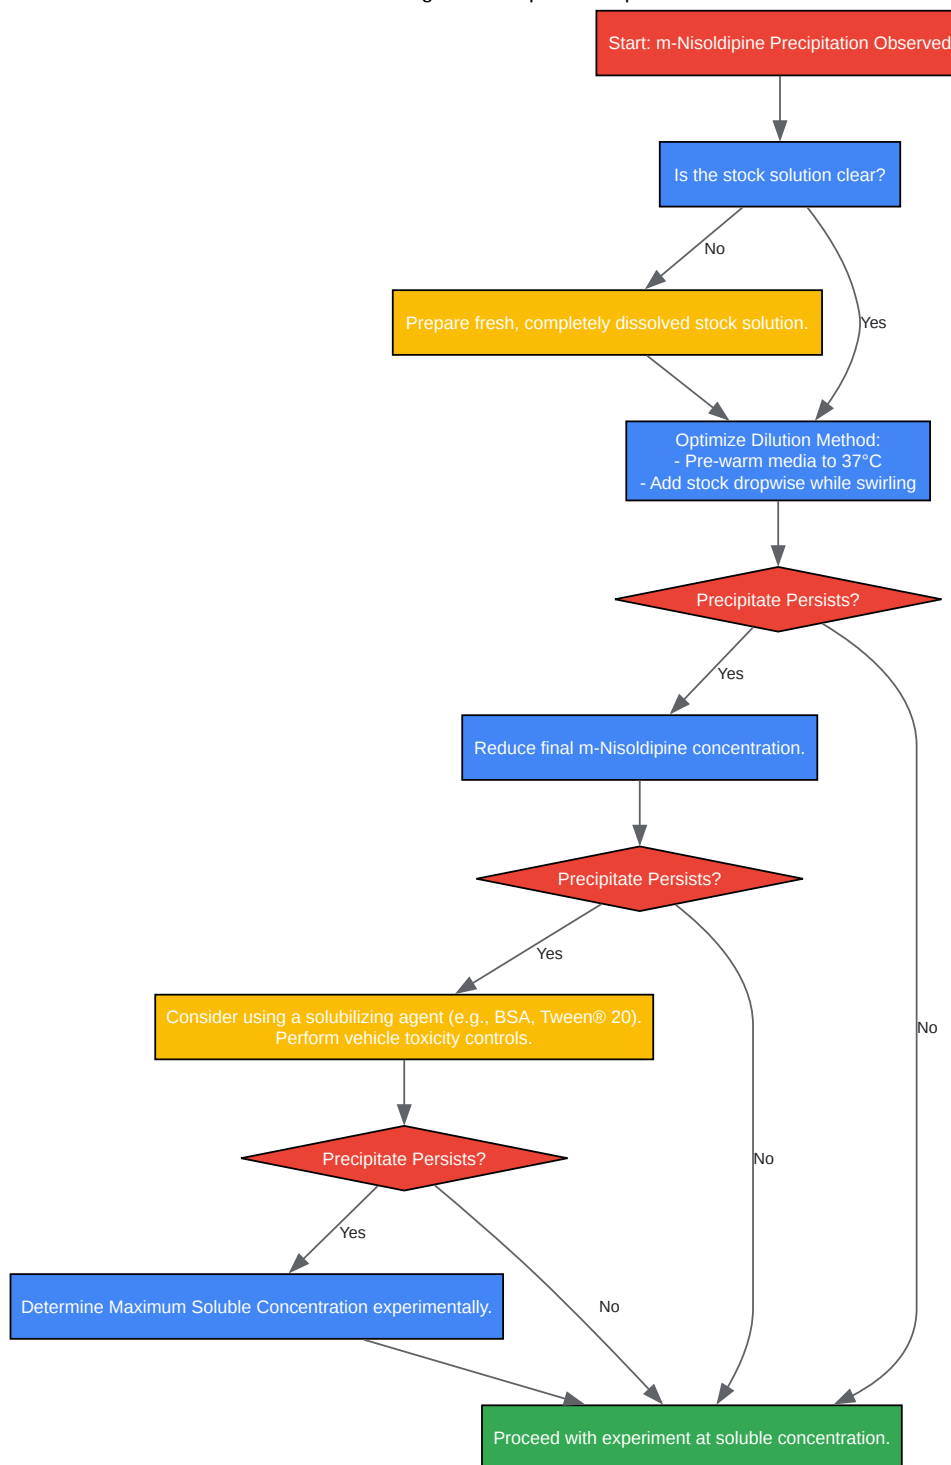 Start: m-Nisoldipine Precipitation Observed
Is the stock solution clear?
No
Prepare fresh, completely dissolved stock solution.
Yes
Optimize Dilution Method:
- Pre-warm media to 37°C
- Add stock dropwise while swirling
Precipitate Persists?
Yes
Reduce final m-Nisoldipine concentration.
Precipitate Persists?
Yes
Consider using a solubilizing agent (e.g., BSA, Tween® 20).
Perform vehicle toxicity controls.
No
Precipitate Persists?
No
Yes
Determine Maximum Soluble Concentration experimentally.
No
Proceed with experiment at soluble concentration.